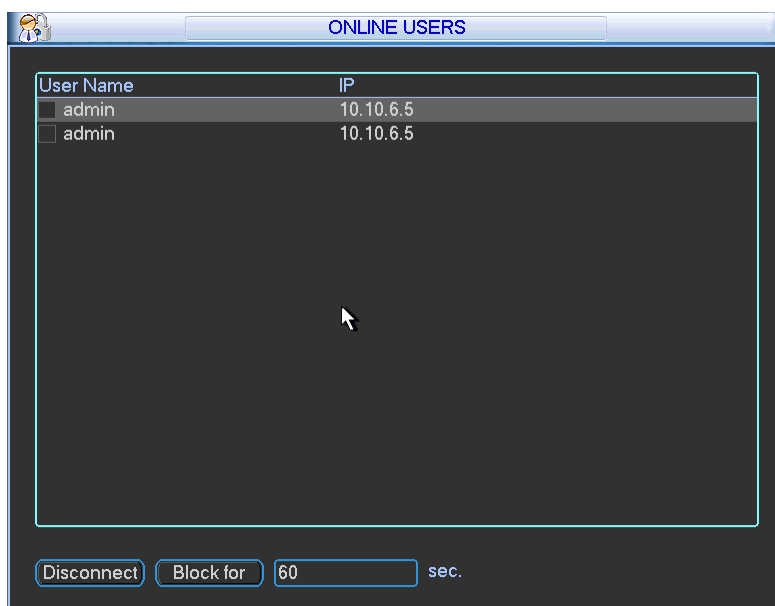 ONLINE USERS
User Name IP
admin 10.10.6.5
admin 10.10.6.5
Disconnect Block for 60 sec.